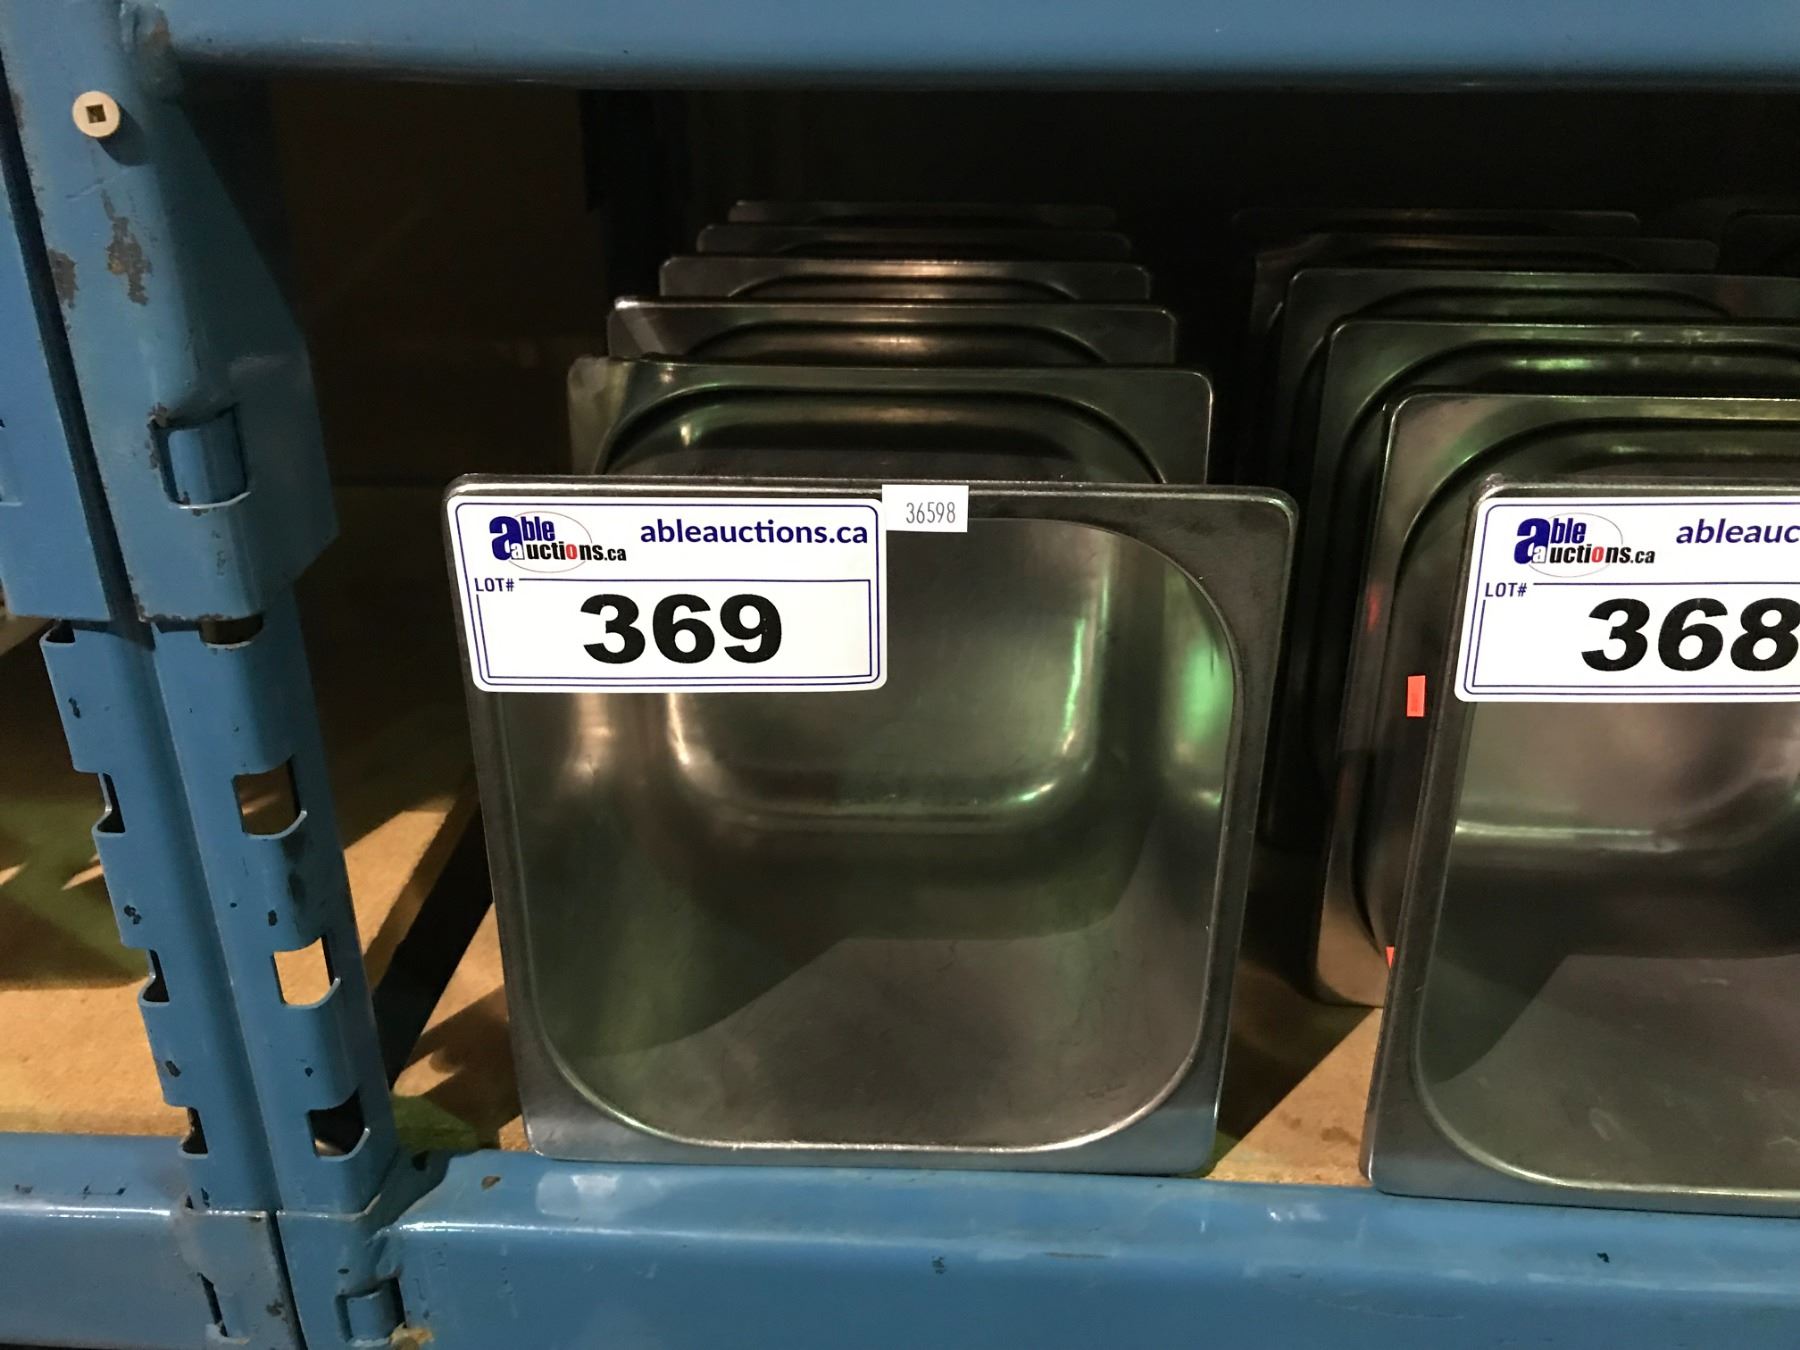 able auctions.ca
ableauctions.ca
36598
LOT#
369
able auctions.ca
ableauc
LOT#
368